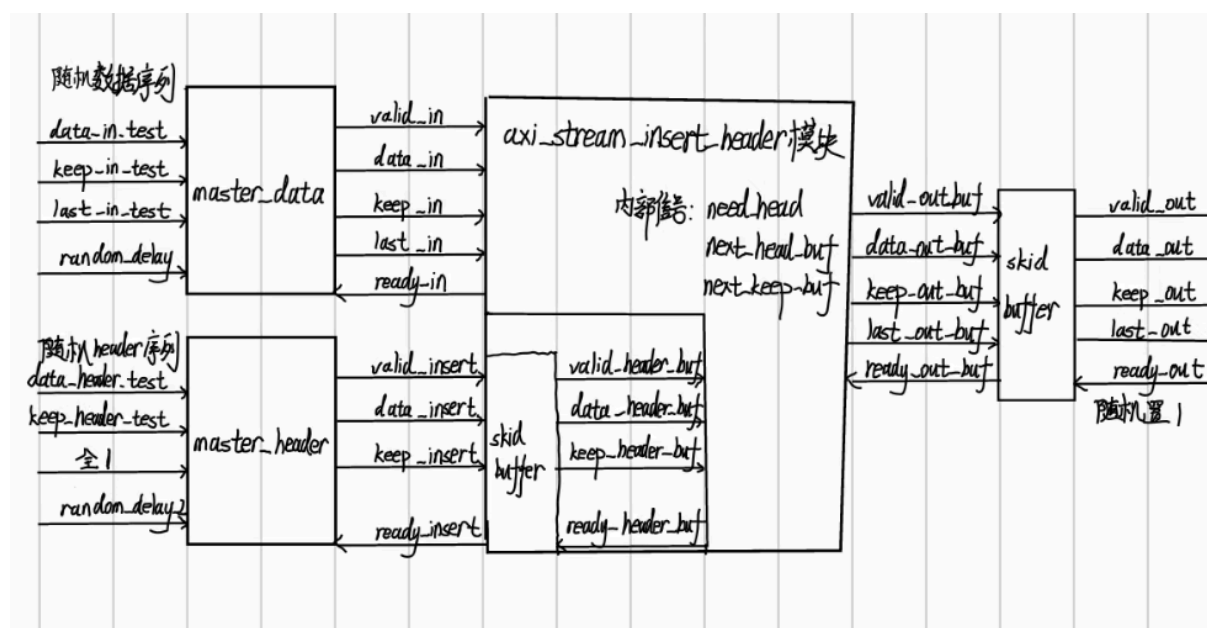 随机数据序列
data_in_test
keep_in_test
last_in_test
random_delay
master_data
valid_in
data_in
keep_in
last_in
ready_in
axi_stream_insert_header模块
内部信号: need_head
next_head_buf
next_keep_buf
valid_out_buf
data_out_buf
keep_out_buf
last_out_buf
ready_out_buf
skid
buffer
valid_out
data_out
keep_out
last_out
ready_out
随机置1
随机header序列
data_header_test
keep_header_test
全1
random_delay2
master_header
valid_insert
data_insert
keep_insert
ready_insert
skid
buffer
valid_header_buf
data_header_buf
keep_header_buf
ready_header_buf